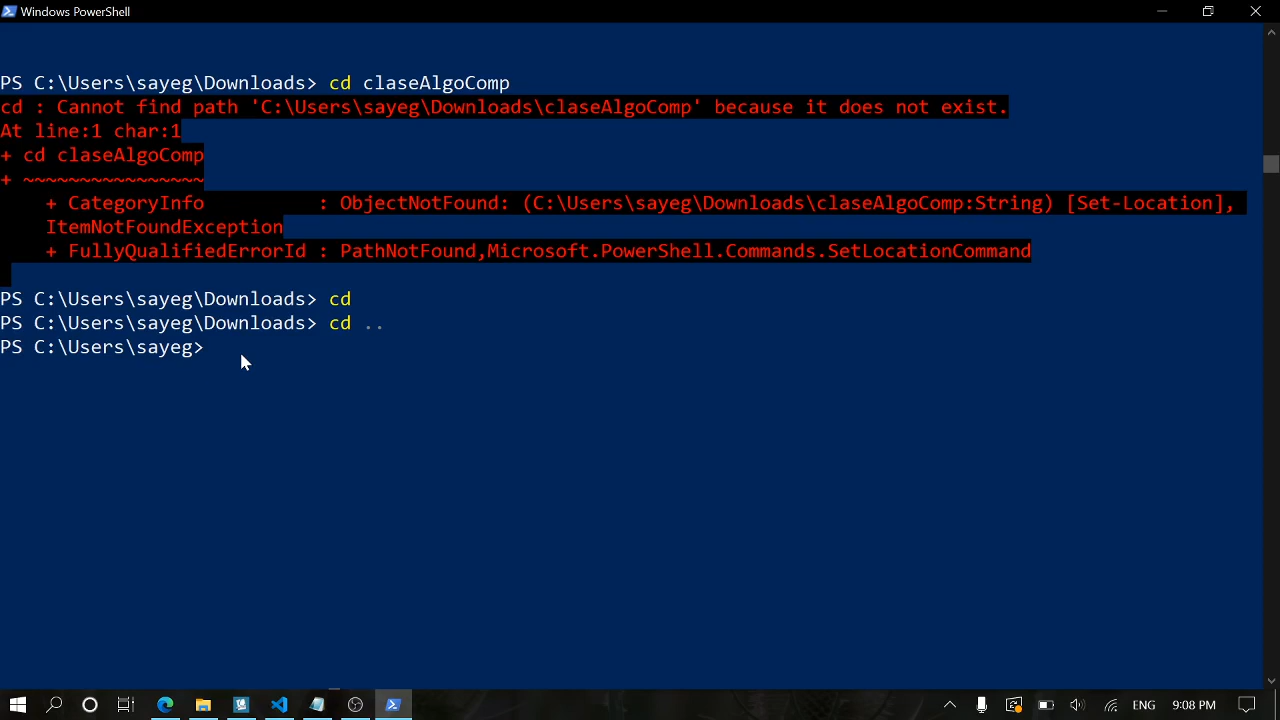 Windows PowerShell
PS C:\Users\sayeg\Downloads> cd claseAlgoComp
cd : Cannot find path 'C:\Users\sayeg\Downloads\claseAlgoComp' because it does not exist.
At line:1 char:1
+ cd claseAlgoComp
+ ~~~~~~~~~~~~~~~~
    + CategoryInfo          : ObjectNotFound: (C:\Users\sayeg\Downloads\claseAlgoComp:String) [Set-Location],
    ItemNotFoundException
    + FullyQualifiedErrorId : PathNotFound,Microsoft.PowerShell.Commands.SetLocationCommand
PS C:\Users\sayeg\Downloads> cd
PS C:\Users\sayeg\Downloads> cd ..
PS C:\Users\sayeg>
ENG 9:08 PM